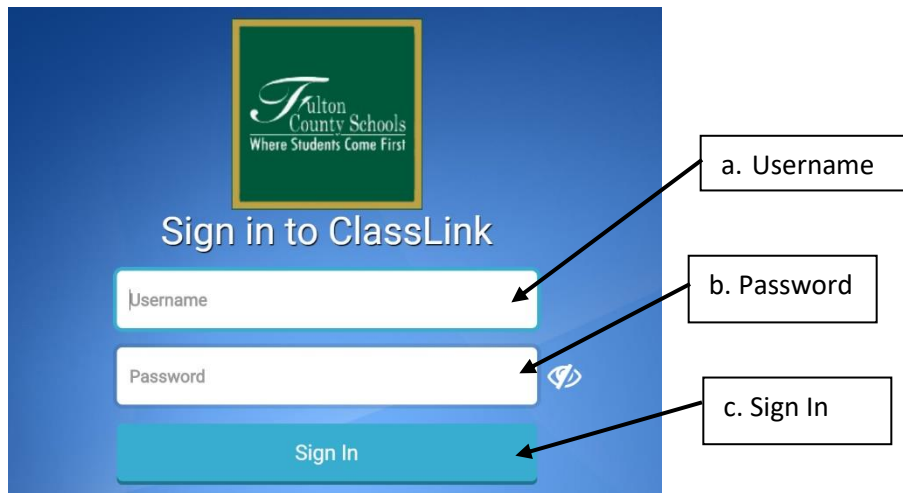 Fulton
County Schools
Where Students Come First
Sign in to ClassLink
Username
Password
Sign In
a. Username
b. Password
c. Sign In